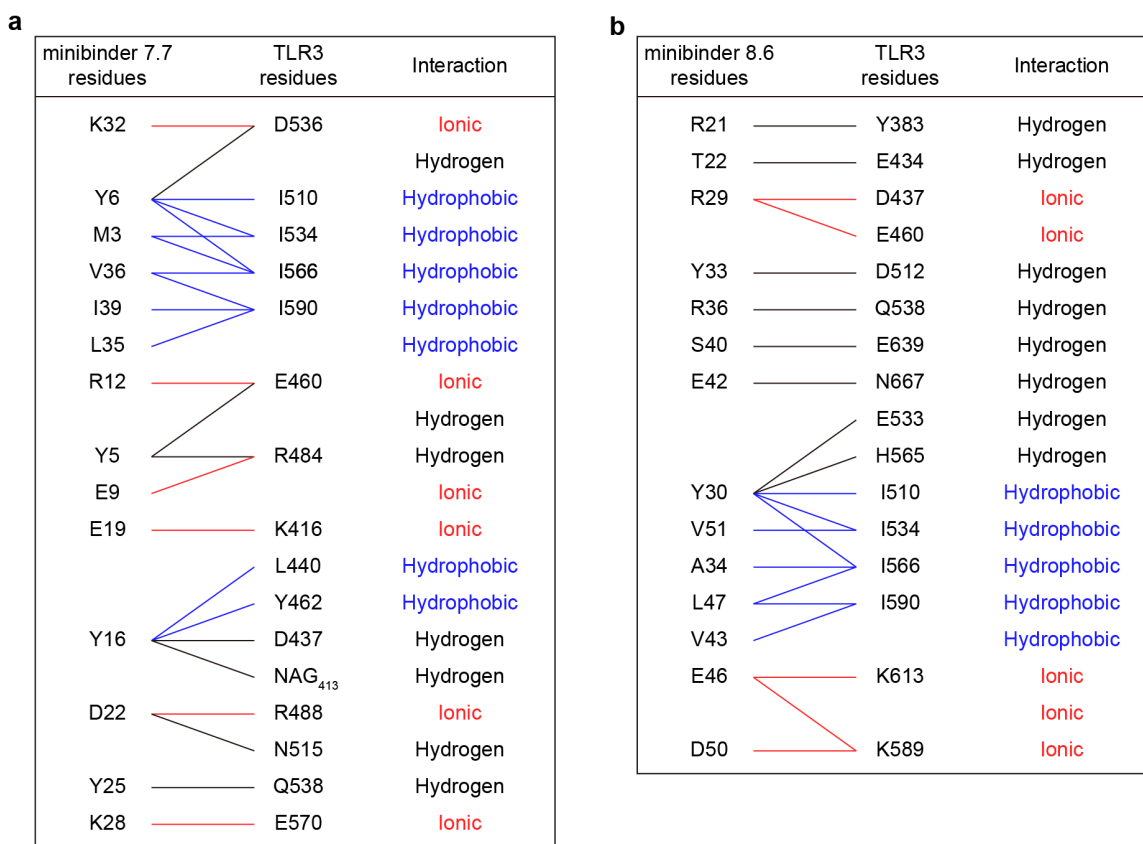 a
minibinder 7.7 residues TLR3 residues Interaction
K32 D536 Ionic
Hydrogen
Y6 I510 Hydrophobic
M3 I534 Hydrophobic
V36 I566 Hydrophobic
I39 I590 Hydrophobic
L35 Hydrophobic
R12 E460 Ionic
Hydrogen
Y5 R484 Hydrogen
E9 Ionic
E19 K416 Ionic
L440 Hydrophobic
Y462 Hydrophobic
Y16 D437 Hydrogen
NAG413 Hydrogen
D22 R488 Ionic
N515 Hydrogen
Y25 Q538 Hydrogen
K28 E570 Ionic
b
minibinder 8.6 residues TLR3 residues Interaction
R21 Y383 Hydrogen
T22 E434 Hydrogen
R29 D437 Ionic
E460 Ionic
Y33 D512 Hydrogen
R36 Q538 Hydrogen
S40 E639 Hydrogen
E42 N667 Hydrogen
E533 Hydrogen
H565 Hydrogen
Y30 I510 Hydrophobic
V51 I534 Hydrophobic
A34 I566 Hydrophobic
L47 I590 Hydrophobic
V43 Hydrophobic
E46 K613 Ionic
Ionic
D50 K589 Ionic